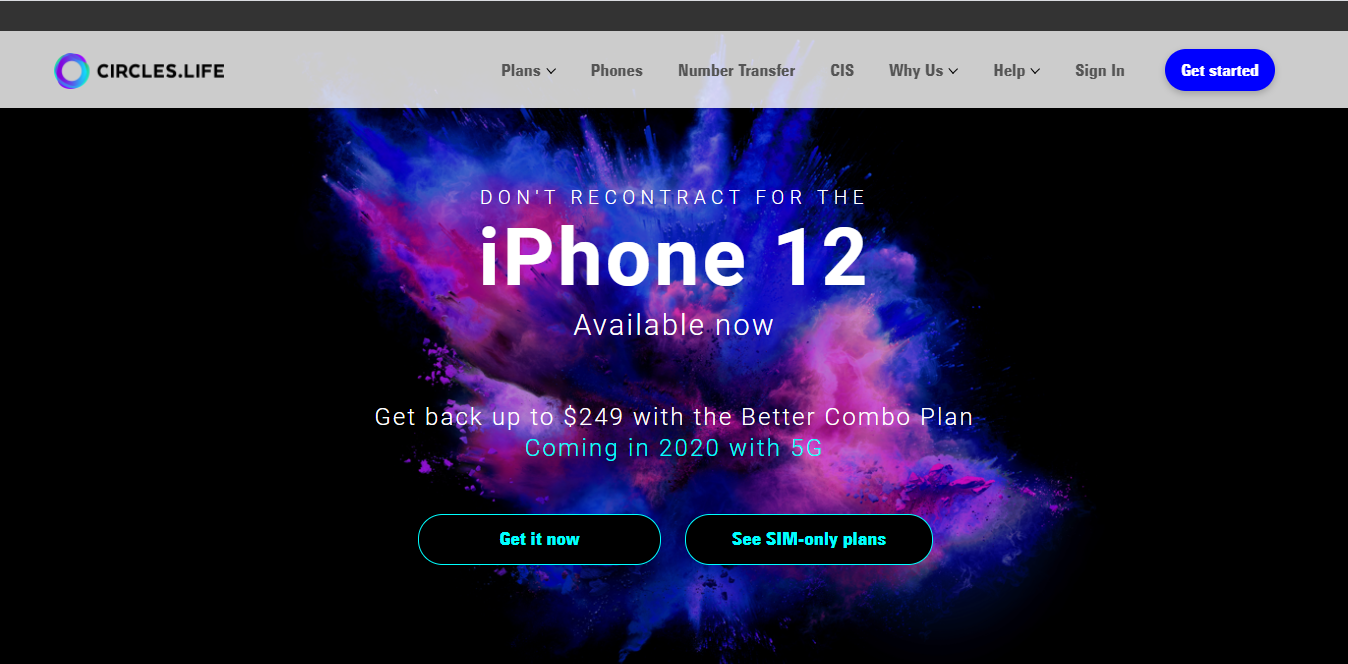 CIRCLES.LIFE
Plans
Phones
Number Transfer
CIS
Why Us
Help
Sign In
Get started
DON'T RECONTRACT FOR THE
iPhone 12
Available now
Get back up to $249 with the Better Combo Plan
Coming in 2020 with 5G
Get it now
See SIM-only plans